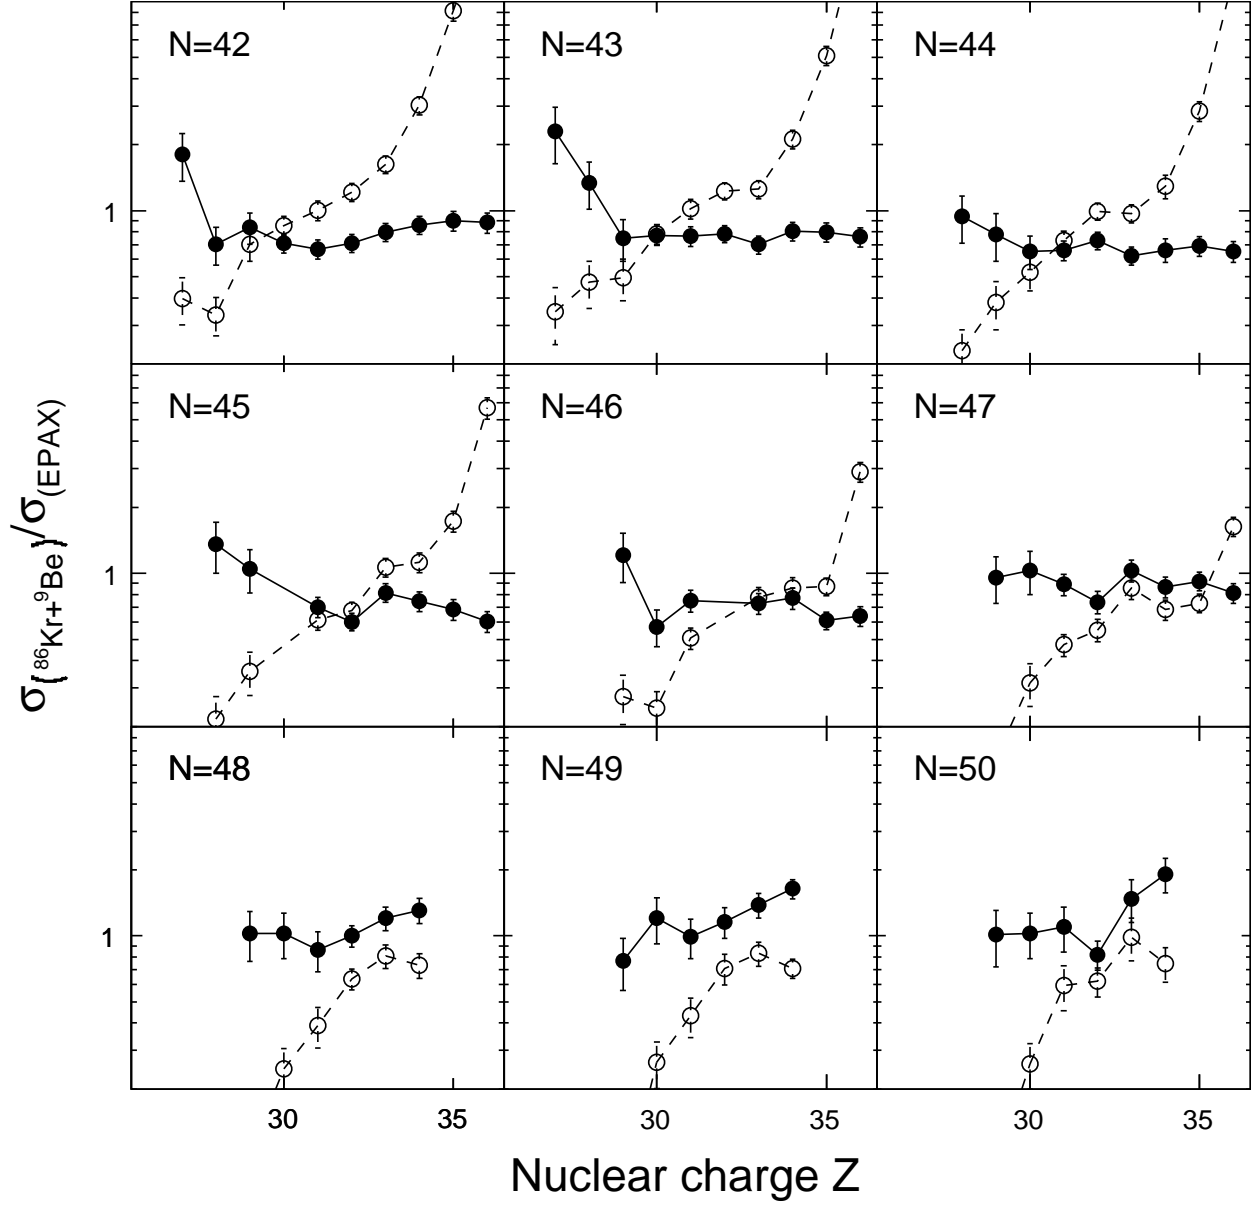 N=42
N=43
N=44
1
N=45
N=46
N=47
1
N=48
N=49
N=50
1
30
35
30
35
30
35
Nuclear charge Z
σ(⁸⁶Kr+⁹Be)/σ(EPAX)